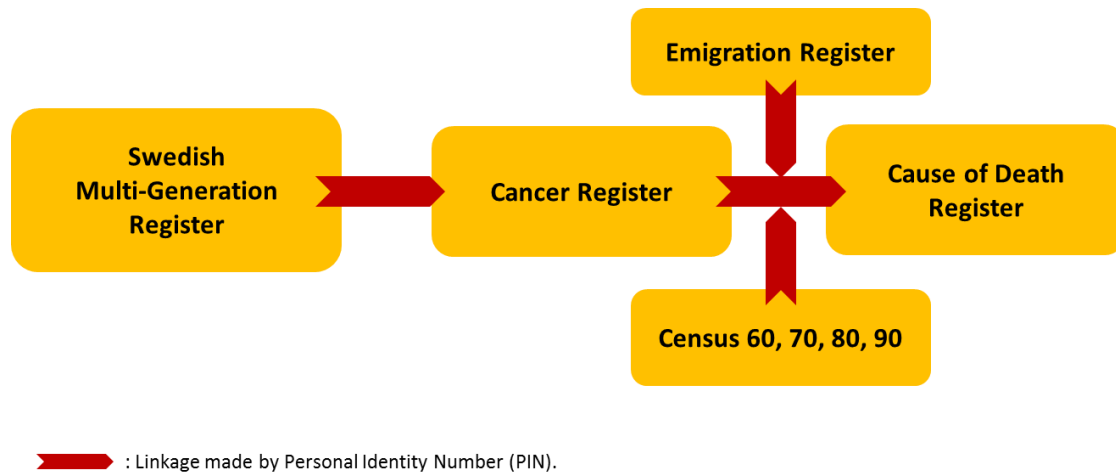 Emigration Register
Swedish
Multi-Generation
Register
Cancer Register
Cause of Death
Register
Census 60, 70, 80, 90
: Linkage made by Personal Identity Number (PIN).